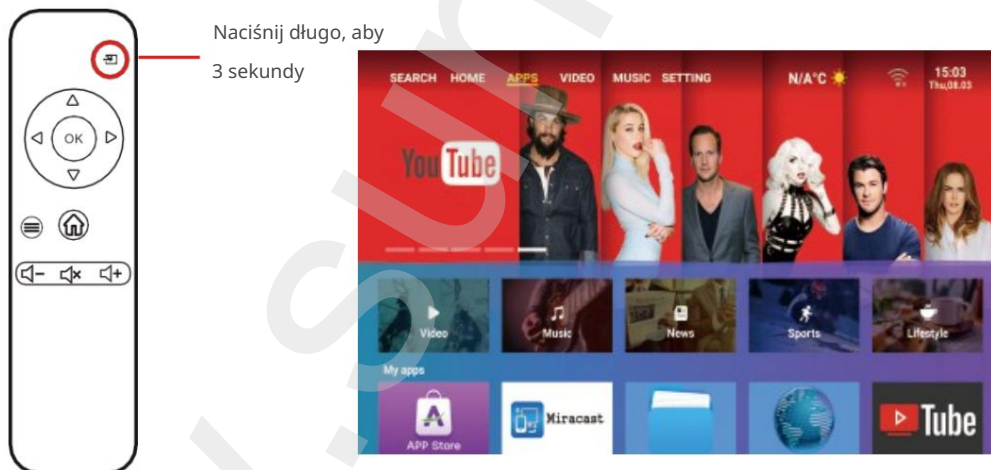 Naciśnij długo, aby
3 sekundy
OK
SEARCH HOME APPS VIDEO MUSIC SETTING N/A°C 15:03
Thu,08.03
YouTube
Video Music News Sports Lifestyle
My apps
APP Store Miracast Tube